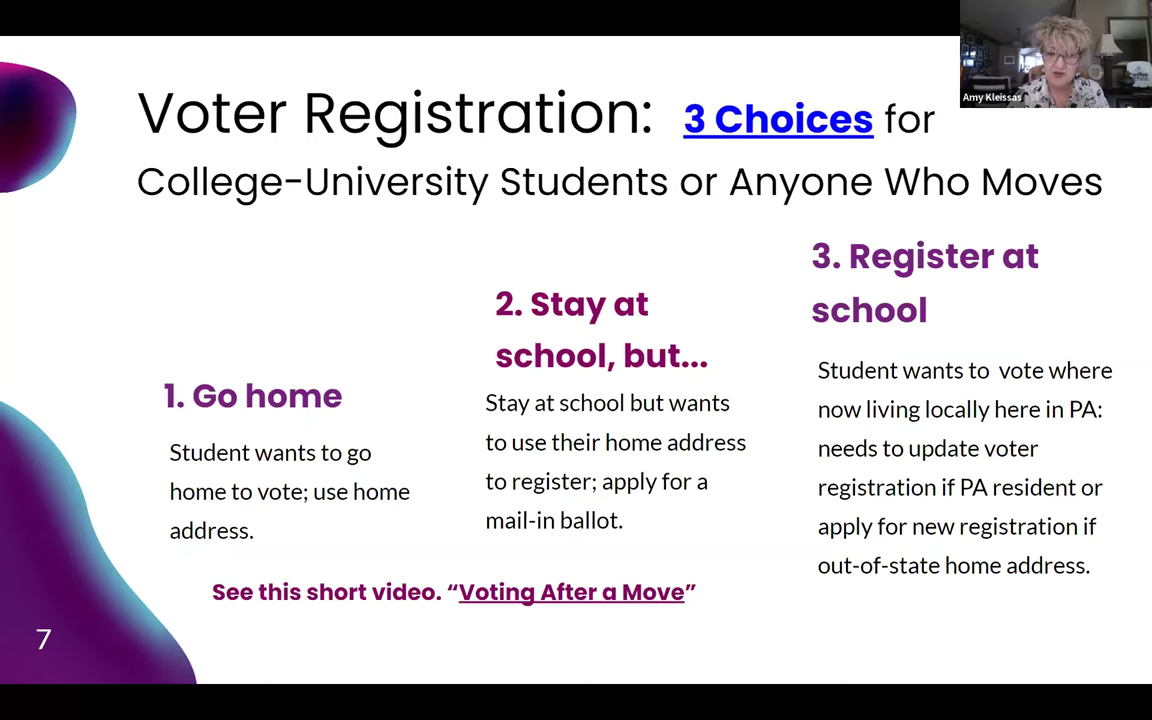 Amy Kleissas
Voter Registration: 3 Choices for
College-University Students or Anyone Who Moves
1. Go home
Student wants to go
home to vote; use home
address.
2. Stay at
school, but...
Stay at school but wants
to use their home address
to register; apply for a
mail-in ballot.
3. Register at
school
Student wants to vote where
now living locally here in PA:
needs to update voter
registration if PA resident or
apply for new registration if
out-of-state home address.
See this short video. “Voting After a Move”
7